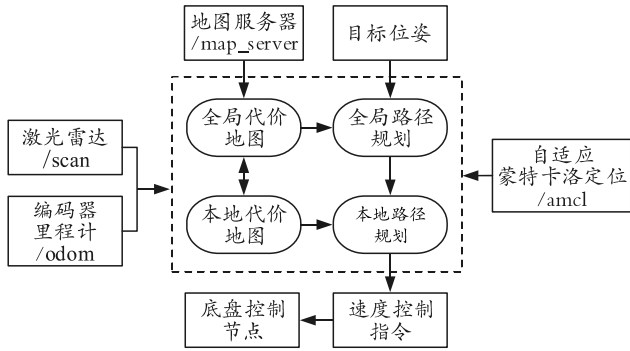 地图服务器
/map_server
目标位姿
全局代价
地图
全局路径
规划
激光雷达
/scan
自适应
蒙特卡洛定位
/amcl
编码器
里程计
/odom
本地代价
地图
本地路径
规划
底盘控制
节点
速度控制
指令